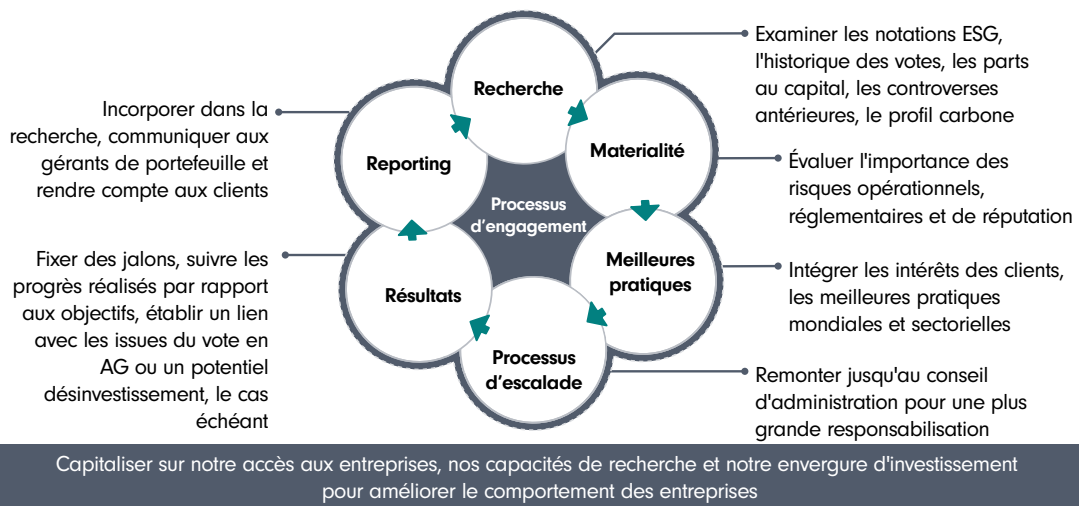 Recherche
Examiner les notations ESG,
l'historique des votes, les parts
au capital, les controverses
antérieures, le profil carbone
Materialité
Évaluer l'importance des
risques opérationnels,
réglementaires et de réputation
Meilleures
pratiques
Intégrer les intérêts des clients,
les meilleures pratiques
mondiales et sectorielles
Processus
d'escalade
Remonter jusqu'au conseil
d'administration pour une plus
grande responsabilisation
Résultats
Fixer des jalons, suivre les
progrès réalisés par rapport
aux objectifs, établir un lien
avec les issues du vote en
AG ou un potentiel
désinvestissement, le cas
échéant
Reporting
Incorporer dans la
recherche, communiquer aux
gérants de portefeuille et
rendre compte aux clients
Processus
d'engagement
Capitaliser sur notre accès aux entreprises, nos capacités de recherche et notre envergure d'investissement
pour améliorer le comportement des entreprises